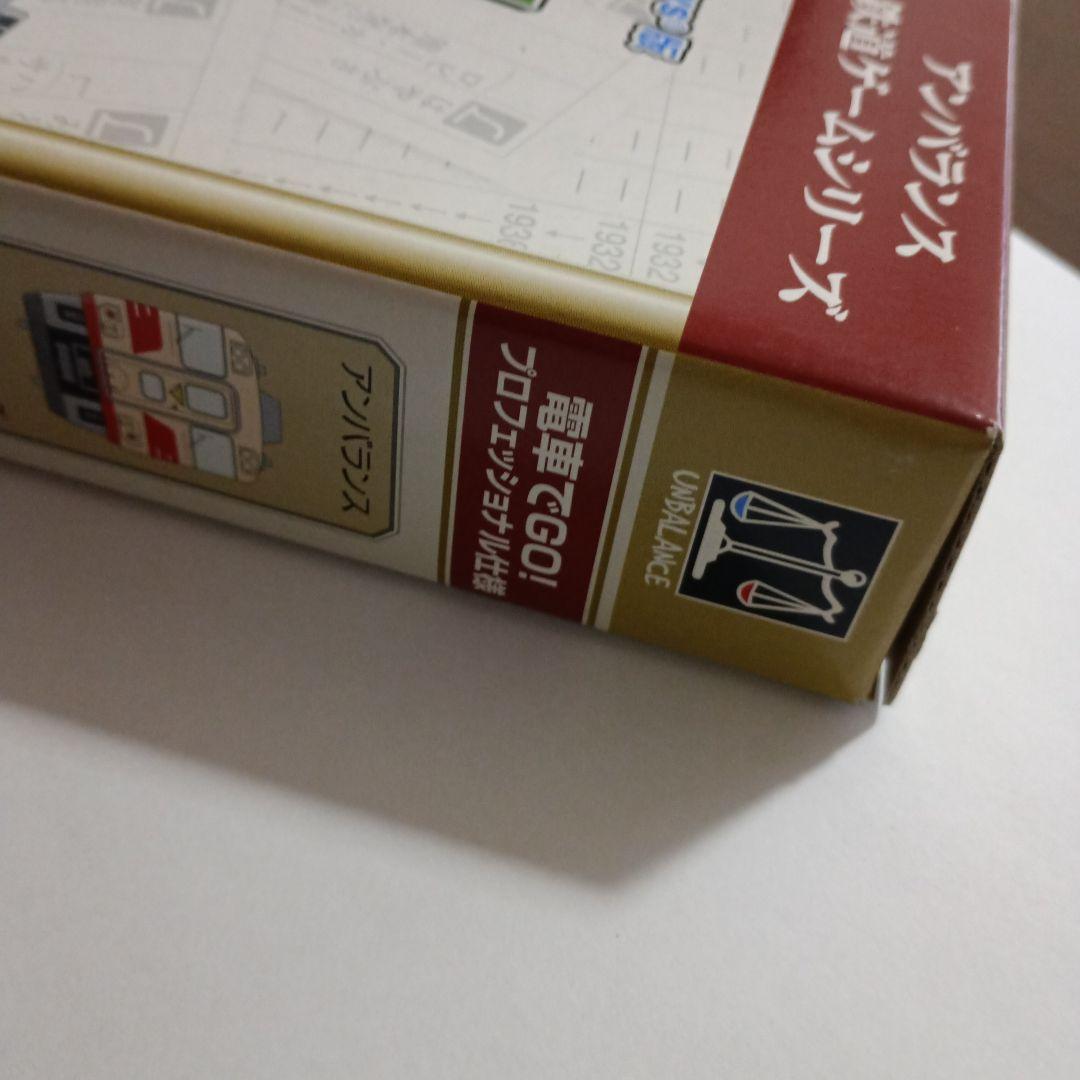 アンバランス
鉄道ゲームシリーズ
電車でGO!
プロフェッショナル仕様
アンバランス
UNBALANCE
1932
1932